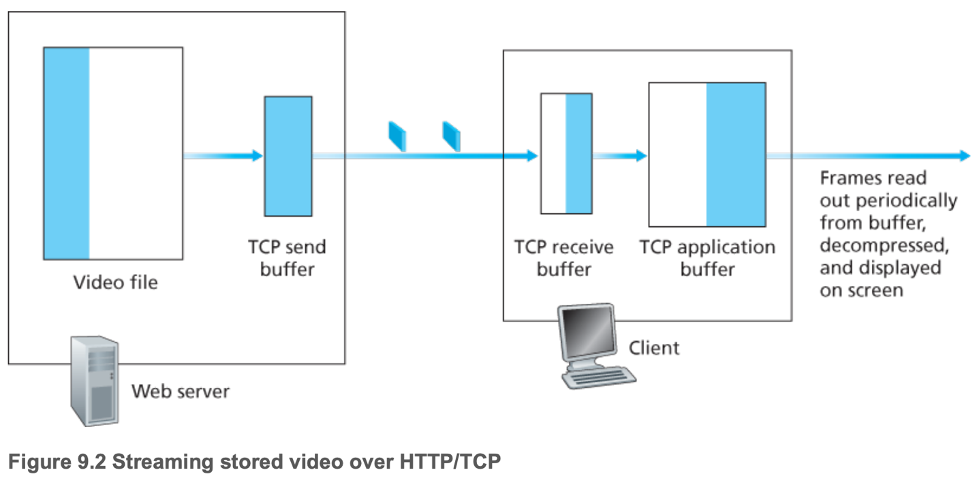 Video file
TCP send
buffer
TCP receive
buffer
TCP application
buffer
Frames read
out periodically
from buffer,
decompressed,
and displayed
on screen
Web server
Client
Figure 9.2 Streaming stored video over HTTP/TCP